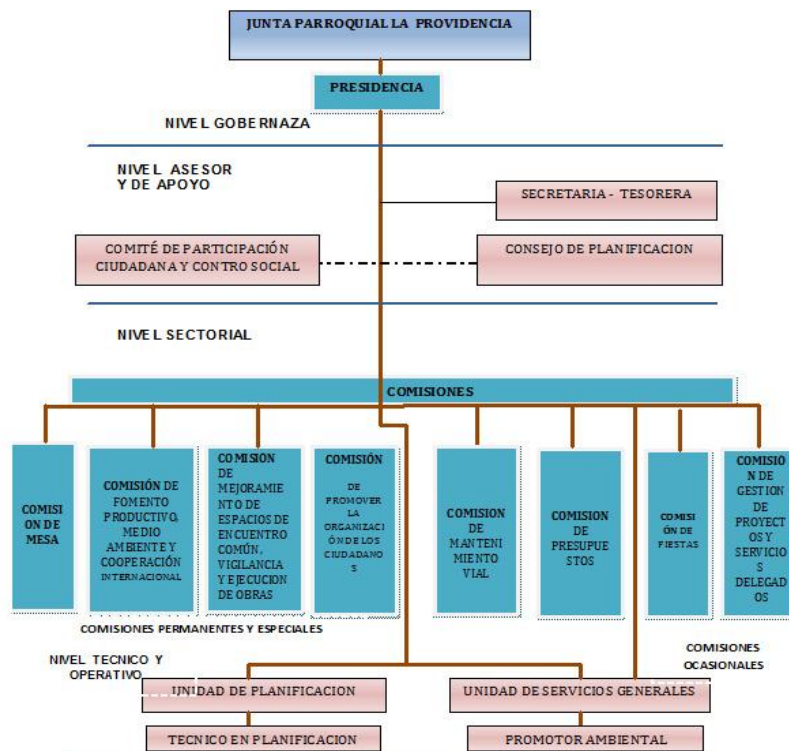 JUNTA PARROQUIAL LA PROVIDENCIA
PRESIDENCIA
NIVEL GOBERNAZA
NIVEL ASESOR
Y DE APOYO
SECRETARIA - TESORERA
COMITÉ DE PARTICIPACIÓN
CIUDADANA Y CONTRO SOCIAL
CONSEJO DE PLANIFICACION
NIVEL SECTORIAL
COMISIONES
COMISI
ON DE
MESA
COMISIÓN DE
FOMENTO
PRODUCTIVO,
MEDIO
AMBIENTE Y
COOPERACIÓN
INTERNACIONAL
COMISION
DE
MEJORAMIE
NTO DE
ESPACIOS DE
ENCUENTRO
COMÚN,
VIGILANCIA
Y EJECUCION
DE OBRAS
COMISIÓN
DE
PROMOVER
LA
ORGANIZACI
ÓN DE LOS
CIUDADANO
S
COMISION
DE
MANTEN
IMIENTO
VIAL
COMISION
DE
PRESUPUE
STOS
COMISI
ÓN DE
FIESTAS
COMISIÓ
N DE
GESTION
DE
PROYECT
OS Y
SERVICIO
S
DELEGAD
OS
COMISIONES PERMANENTES Y ESPECIALES
COMISIONES
OCASIONALES
NIVEL TECNICO Y
OPERATIVO
UNIDAD DE PLANIFICACION
UNIDAD DE SERVICIOS GENERALES
TECNICO EN PLANIFICACION
PROMOTOR AMBIENTAL